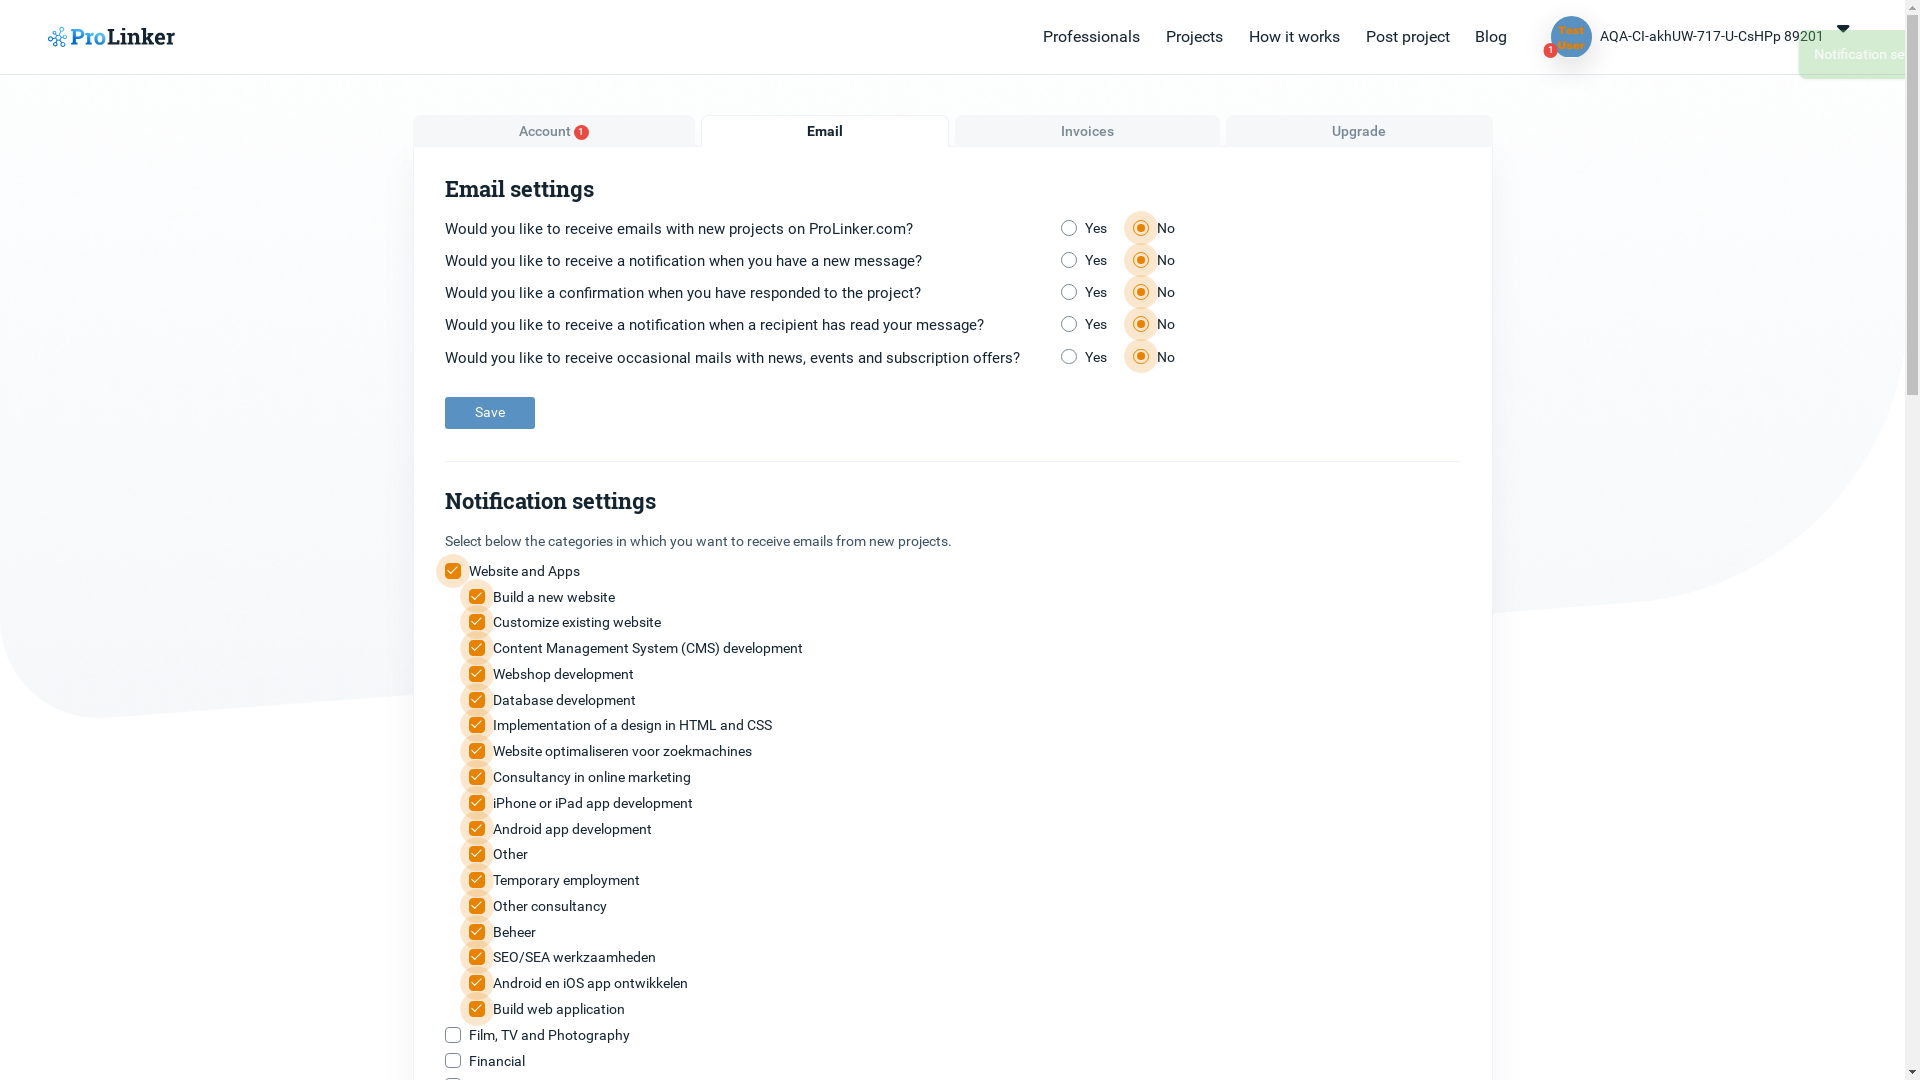 ProLinker
Professionals
Projects
How it works
Post project
Blog
Test
User
1
AQA-CI-akhUW-717-U-CsHPp 89201
Notification se
Account 1
Email
Invoices
Upgrade
Email settings
Would you like to receive emails with new projects on ProLinker.com? Yes No
Would you like to receive a notification when you have a new message? Yes No
Would you like a confirmation when you have responded to the project? Yes No
Would you like to receive a notification when a recipient has read your message? Yes No
Would you like to receive occasional mails with news, events and subscription offers? Yes No
Save
Notification settings
Select below the categories in which you want to receive emails from new projects.
Website and Apps
Build a new website
Customize existing website
Content Management System (CMS) development
Webshop development
Database development
Implementation of a design in HTML and CSS
Website optimaliseren voor zoekmachines
Consultancy in online marketing
iPhone or iPad app development
Android app development
Other
Temporary employment
Other consultancy
Beheer
SEO/SEA werkzaamheden
Android en iOS app ontwikkelen
Build web application
Film, TV and Photography
Financial